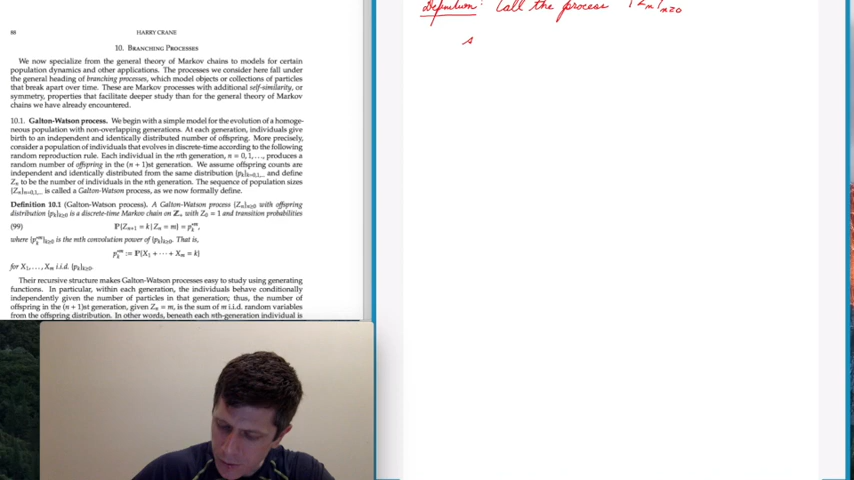 88
HARRY CRANE
10. Branching Processes
We now specialize from the general theory of Markov chains to models for certain
population dynamics and other applications. The processes we consider here fall under
the general heading of branching processes, which model objects or collections of particles
that break apart over time. These are Markov processes with additional self-similarity, or
symmetry, properties that facilitate deeper study than for the general theory of Markov
chains we have already encountered.
10.1. Galton-Watson process. We begin with a simple model for the evolution of a homoge-
neous population with non-overlapping generations. At each generation, individuals give
birth to an independent and identically distributed number of offspring. More precisely,
consider a population of individuals that evolves in discrete-time according to the following
random reproduction rule. Each individual in the nth generation, n = 0, 1, . . . , produces a
random number of offspring in the (n + 1)st generation. We assume offspring counts are
independent and identically distributed from the same distribution {pₖ}ₖ₌₀,₁,... and define
Zₙ to be the number of individuals in the nth generation. The sequence of population sizes
{Zₙ}ₙ₌₀,₁,... is called a Galton-Watson process, as we now formally define.
Definition 10.1 (Galton-Watson process). A Galton-Watson process {Zₙ}ₙ≥₀ with offspring
distribution {pₖ}ₖ≥₀ is a discrete-time Markov chain on Z₊ with Z₀ = 1 and transition probabilities
(99) ℙ{Zₙ₊₁ = k | Zₙ = m} = pₖ*ᵐ,
where {pₖ*ᵐ}ₖ≥₀ is the mth convolution power of {pₖ}ₖ≥₀. That is,
pₖ*ᵐ := ℙ{X₁ + ⋯ + Xₘ = k}
for X₁, . . . , Xₘ i.i.d. {pₖ}ₖ≥₀.
Their recursive structure makes Galton-Watson processes easy to study using generating
functions. In particular, within each generation, the particles behave conditionally
independently given the number of particles in that generation; thus, the number of
offspring in the (n + 1)st generation, given Zₙ = m, is the sum of m i.i.d. random variables
from the offspring distribution. In other words, beneath each nth-generation individual is
Definition: Call the process {Zₙ}ₙ≥₀